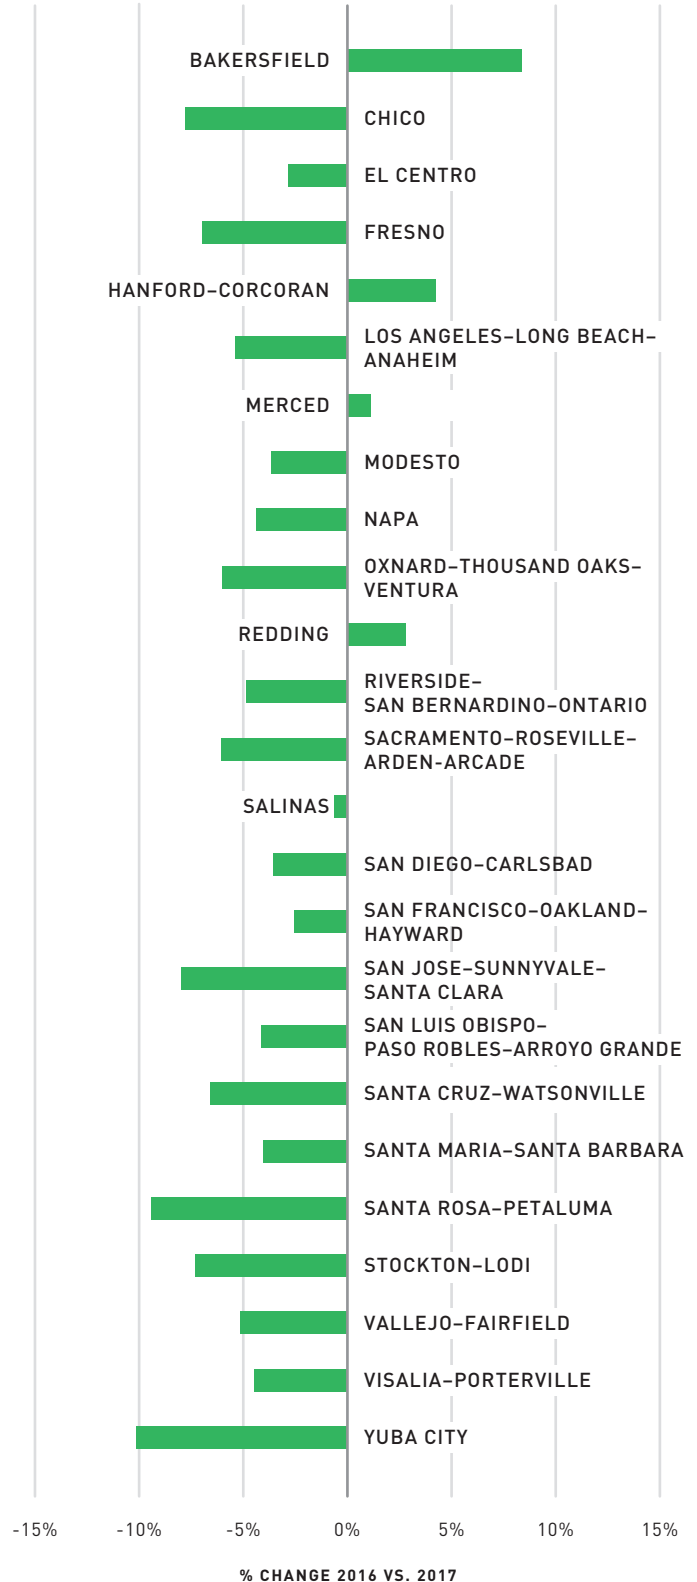 BAKERSFIELD
CHICO
EL CENTRO
FRESNO
HANFORD–CORCORAN
LOS ANGELES–LONG BEACH–
ANAHEIM
MERCED
MODESTO
NAPA
OXNARD–THOUSAND OAKS–
VENTURA
REDDING
RIVERSIDE–
SAN BERNARDINO–ONTARIO
SACRAMENTO–ROSEVILLE–
ARDEN-ARCADE
SALINAS
SAN DIEGO–CARLSBAD
SAN FRANCISCO–OAKLAND–
HAYWARD
SAN JOSE–SUNNYVALE–
SANTA CLARA
SAN LUIS OBISPO–
PASO ROBLES–ARROYO GRANDE
SANTA CRUZ–WATSONVILLE
SANTA MARIA–SANTA BARBARA
SANTA ROSA–PETALUMA
STOCKTON–LODI
VALLEJO–FAIRFIELD
VISALIA–PORTERVILLE
YUBA CITY
-15% -10% -5% 0% 5% 10% 15%
% CHANGE 2016 VS. 2017